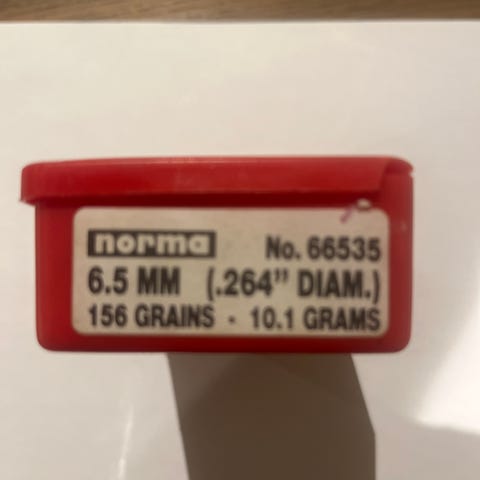 norma No. 66535
6.5 MM (.264" DIAM.)
156 GRAINS · 10.1 GRAMS